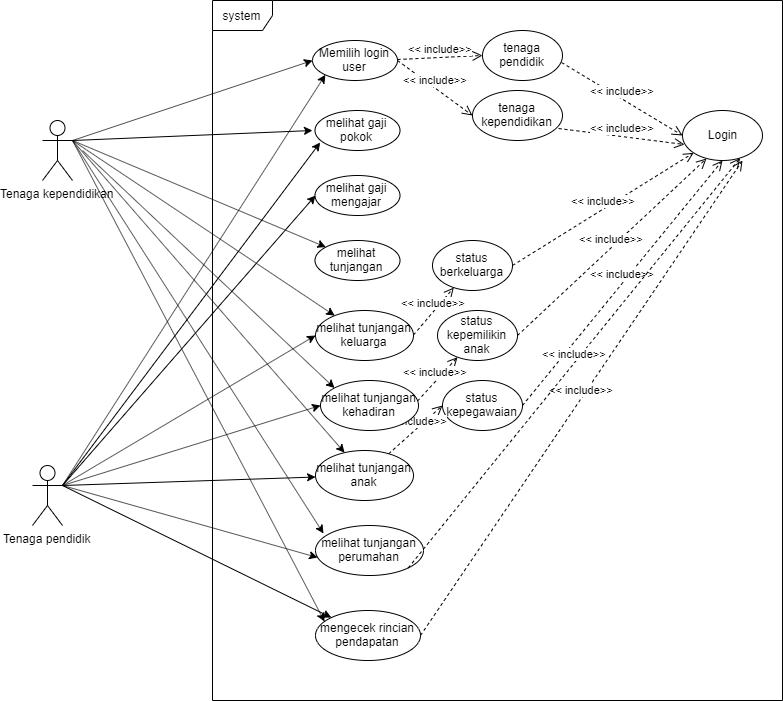 system
Memilih login
user
<< include>>
tenaga
pendidik
<< include>>
<< include>>
tenaga
kependidikan
<< include>>
Login
melihat gaji
pokok
Tenaga kependidikan
melihat gaji
mengajar
<< include>>
melihat
tunjangan
status
berkeluarga
<< include>>
<< include>>
<< include>>
melihat tunjangan
keluarga
status
kepemilikin
anak
<< include>>
<< include>>
melihat tunjangan
kehadiran
status
kepegawaian
<< include>>
include>>
melihat tunjangan
anak
Tenaga pendidik
melihat tunjangan
perumahan
mengecek rincian
pendapatan